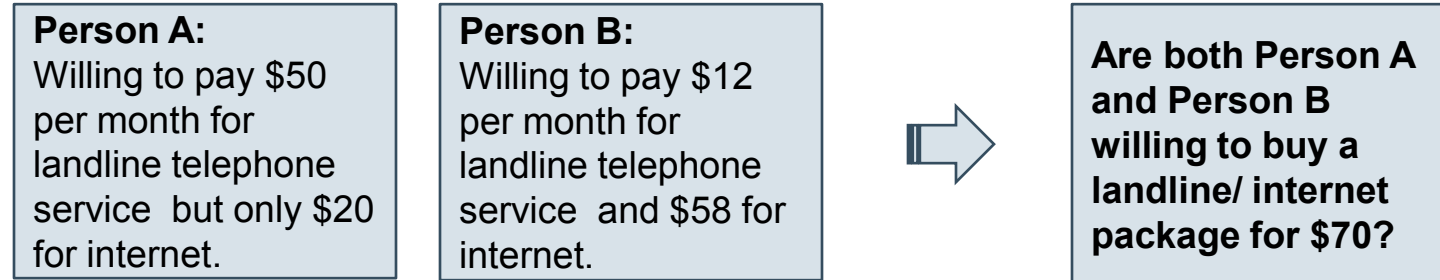 Person A:
Willing to pay $50
per month for
landline telephone
service but only $20
for internet.
Person B:
Willing to pay $12
per month for
landline telephone
service and $58 for
internet.
Are both Person A
and Person B
willing to buy a
landline/ internet
package for $70?